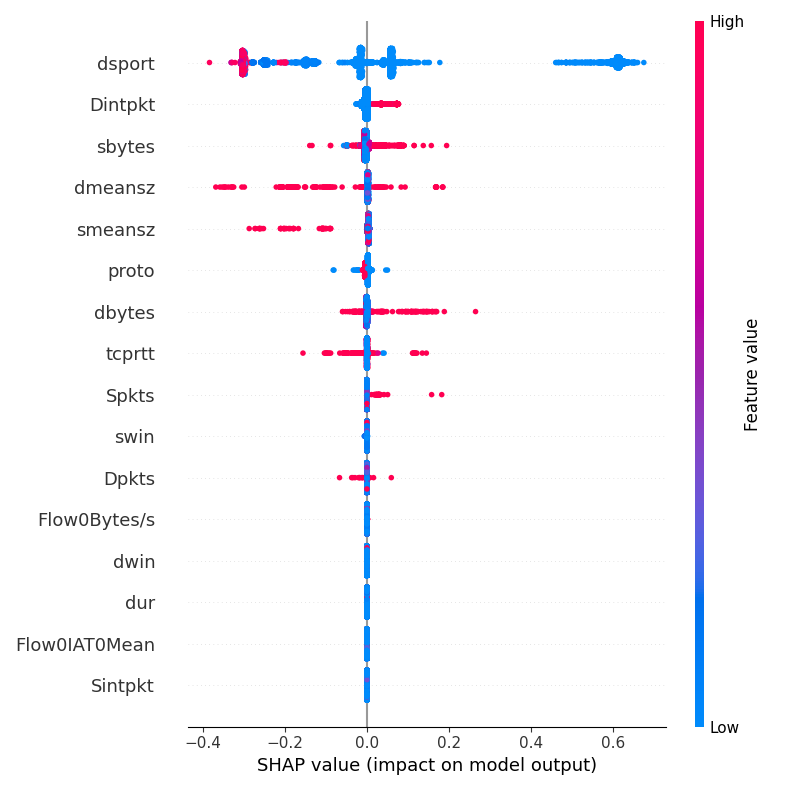 High
dsport
Dintpkt
sbytes
dmeansz
smeansz
proto
dbytes
tcprtt
Spkts
swin
Dpkts
Flow0Bytes/s
dwin
dur
Flow0IAT0Mean
Sintpkt
Feature value
Low
−0.4 −0.2 0.0 0.2 0.4 0.6
SHAP value (impact on model output)